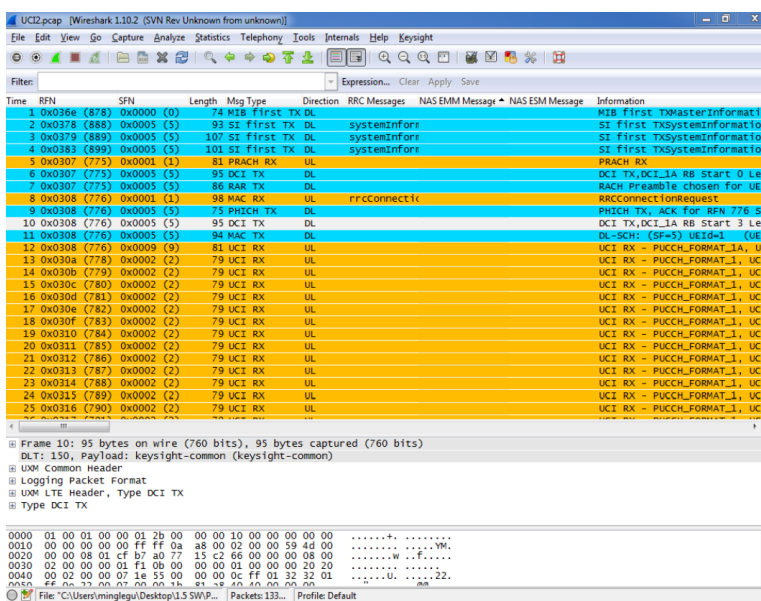 UCI2.pcap [Wireshark 1.10.2 (SVN Rev Unknown from unknown)]
File Edit View Go Capture Analyze Statistics Telephony Tools Internals Help Keysight
Filter: Expression... Clear Apply Save
Time RFN SFN Length Msg Type Direction RRC Messages NAS EMM Message NAS ESM Message Information
1 0x036e (878) 0x0000 (0) 74 MIB first TX DL MIB first TXMasterInformati
2 0x0378 (888) 0x0005 (5) 93 SI first TX DL systemInform SI first TXSystemInformatio
3 0x0379 (889) 0x0005 (5) 107 SI first TX DL systemInform SI first TXSystemInformatio
4 0x0383 (899) 0x0005 (5) 101 SI first TX DL systemInform SI first TXSystemInformatio
5 0x0307 (775) 0x0001 (1) 81 PRACH RX UL PRACH RX
6 0x0307 (775) 0x0005 (5) 95 DCI TX DL DCI TX,DCI_1A RB Start 0 Le
7 0x0307 (775) 0x0005 (5) 86 RAR TX DL RACH Preamble chosen for UE
8 0x0308 (776) 0x0001 (1) 98 MAC RX UL rrcConnectic RRCConnectionRequest
9 0x0308 (776) 0x0005 (5) 75 PHICH TX DL PHICH TX, ACK for RFN 776 S
10 0x0308 (776) 0x0005 (5) 95 DCI TX DL DCI TX,DCI_1A RB Start 3 Le
11 0x0308 (776) 0x0005 (5) 94 MAC TX DL DL-SCH: (SF=5) UEId=1 (UE
12 0x0308 (776) 0x0009 (9) 81 UCI RX UL UCI RX - PUCCH_FORMAT_1A, U
13 0x030a (778) 0x0002 (2) 79 UCI RX UL UCI RX - PUCCH_FORMAT_1, UC
14 0x030b (779) 0x0002 (2) 79 UCI RX UL UCI RX - PUCCH_FORMAT_1, UC
15 0x030c (780) 0x0002 (2) 79 UCI RX UL UCI RX - PUCCH_FORMAT_1, UC
16 0x030d (781) 0x0002 (2) 79 UCI RX UL UCI RX - PUCCH_FORMAT_1, UC
17 0x030e (782) 0x0002 (2) 79 UCI RX UL UCI RX - PUCCH_FORMAT_1, UC
18 0x030f (783) 0x0002 (2) 79 UCI RX UL UCI RX - PUCCH_FORMAT_1, UC
19 0x0310 (784) 0x0002 (2) 79 UCI RX UL UCI RX - PUCCH_FORMAT_1, UC
20 0x0311 (785) 0x0002 (2) 79 UCI RX UL UCI RX - PUCCH_FORMAT_1, UC
21 0x0312 (786) 0x0002 (2) 79 UCI RX UL UCI RX - PUCCH_FORMAT_1, UC
22 0x0313 (787) 0x0002 (2) 79 UCI RX UL UCI RX - PUCCH_FORMAT_1, UC
23 0x0314 (788) 0x0002 (2) 79 UCI RX UL UCI RX - PUCCH_FORMAT_1, UC
24 0x0315 (789) 0x0002 (2) 79 UCI RX UL UCI RX - PUCCH_FORMAT_1, UC
25 0x0316 (790) 0x0002 (2) 79 UCI RX UL UCI RX - PUCCH_FORMAT_1, UC
Frame 10: 95 bytes on wire (760 bits), 95 bytes captured (760 bits)
DLT: 150, Payload: keysight-common (keysight-common)
UXM Common Header
Logging Packet Format
UXM LTE Header, Type DCI TX
Type DCI TX
0000 01 00 01 00 00 01 2b 00 00 00 10 00 00 00 00 00 ......+. ........
0010 00 00 00 00 00 ff ff 0a a8 00 02 00 00 59 4d 00 ........ .....YM.
0020 00 00 08 01 cf b7 a0 77 15 c2 66 00 00 00 08 00 .......w ..f.....
0030 02 00 00 00 01 f1 0b 00 00 00 01 00 00 00 20 20 ........ ......
0040 00 02 00 00 07 1e 55 00 00 00 0c ff 01 32 32 01 ......U. .....22.
File: "C:\Users\minglegu\Desktop\1.5 SW\P... Packets: 133... Profile: Default